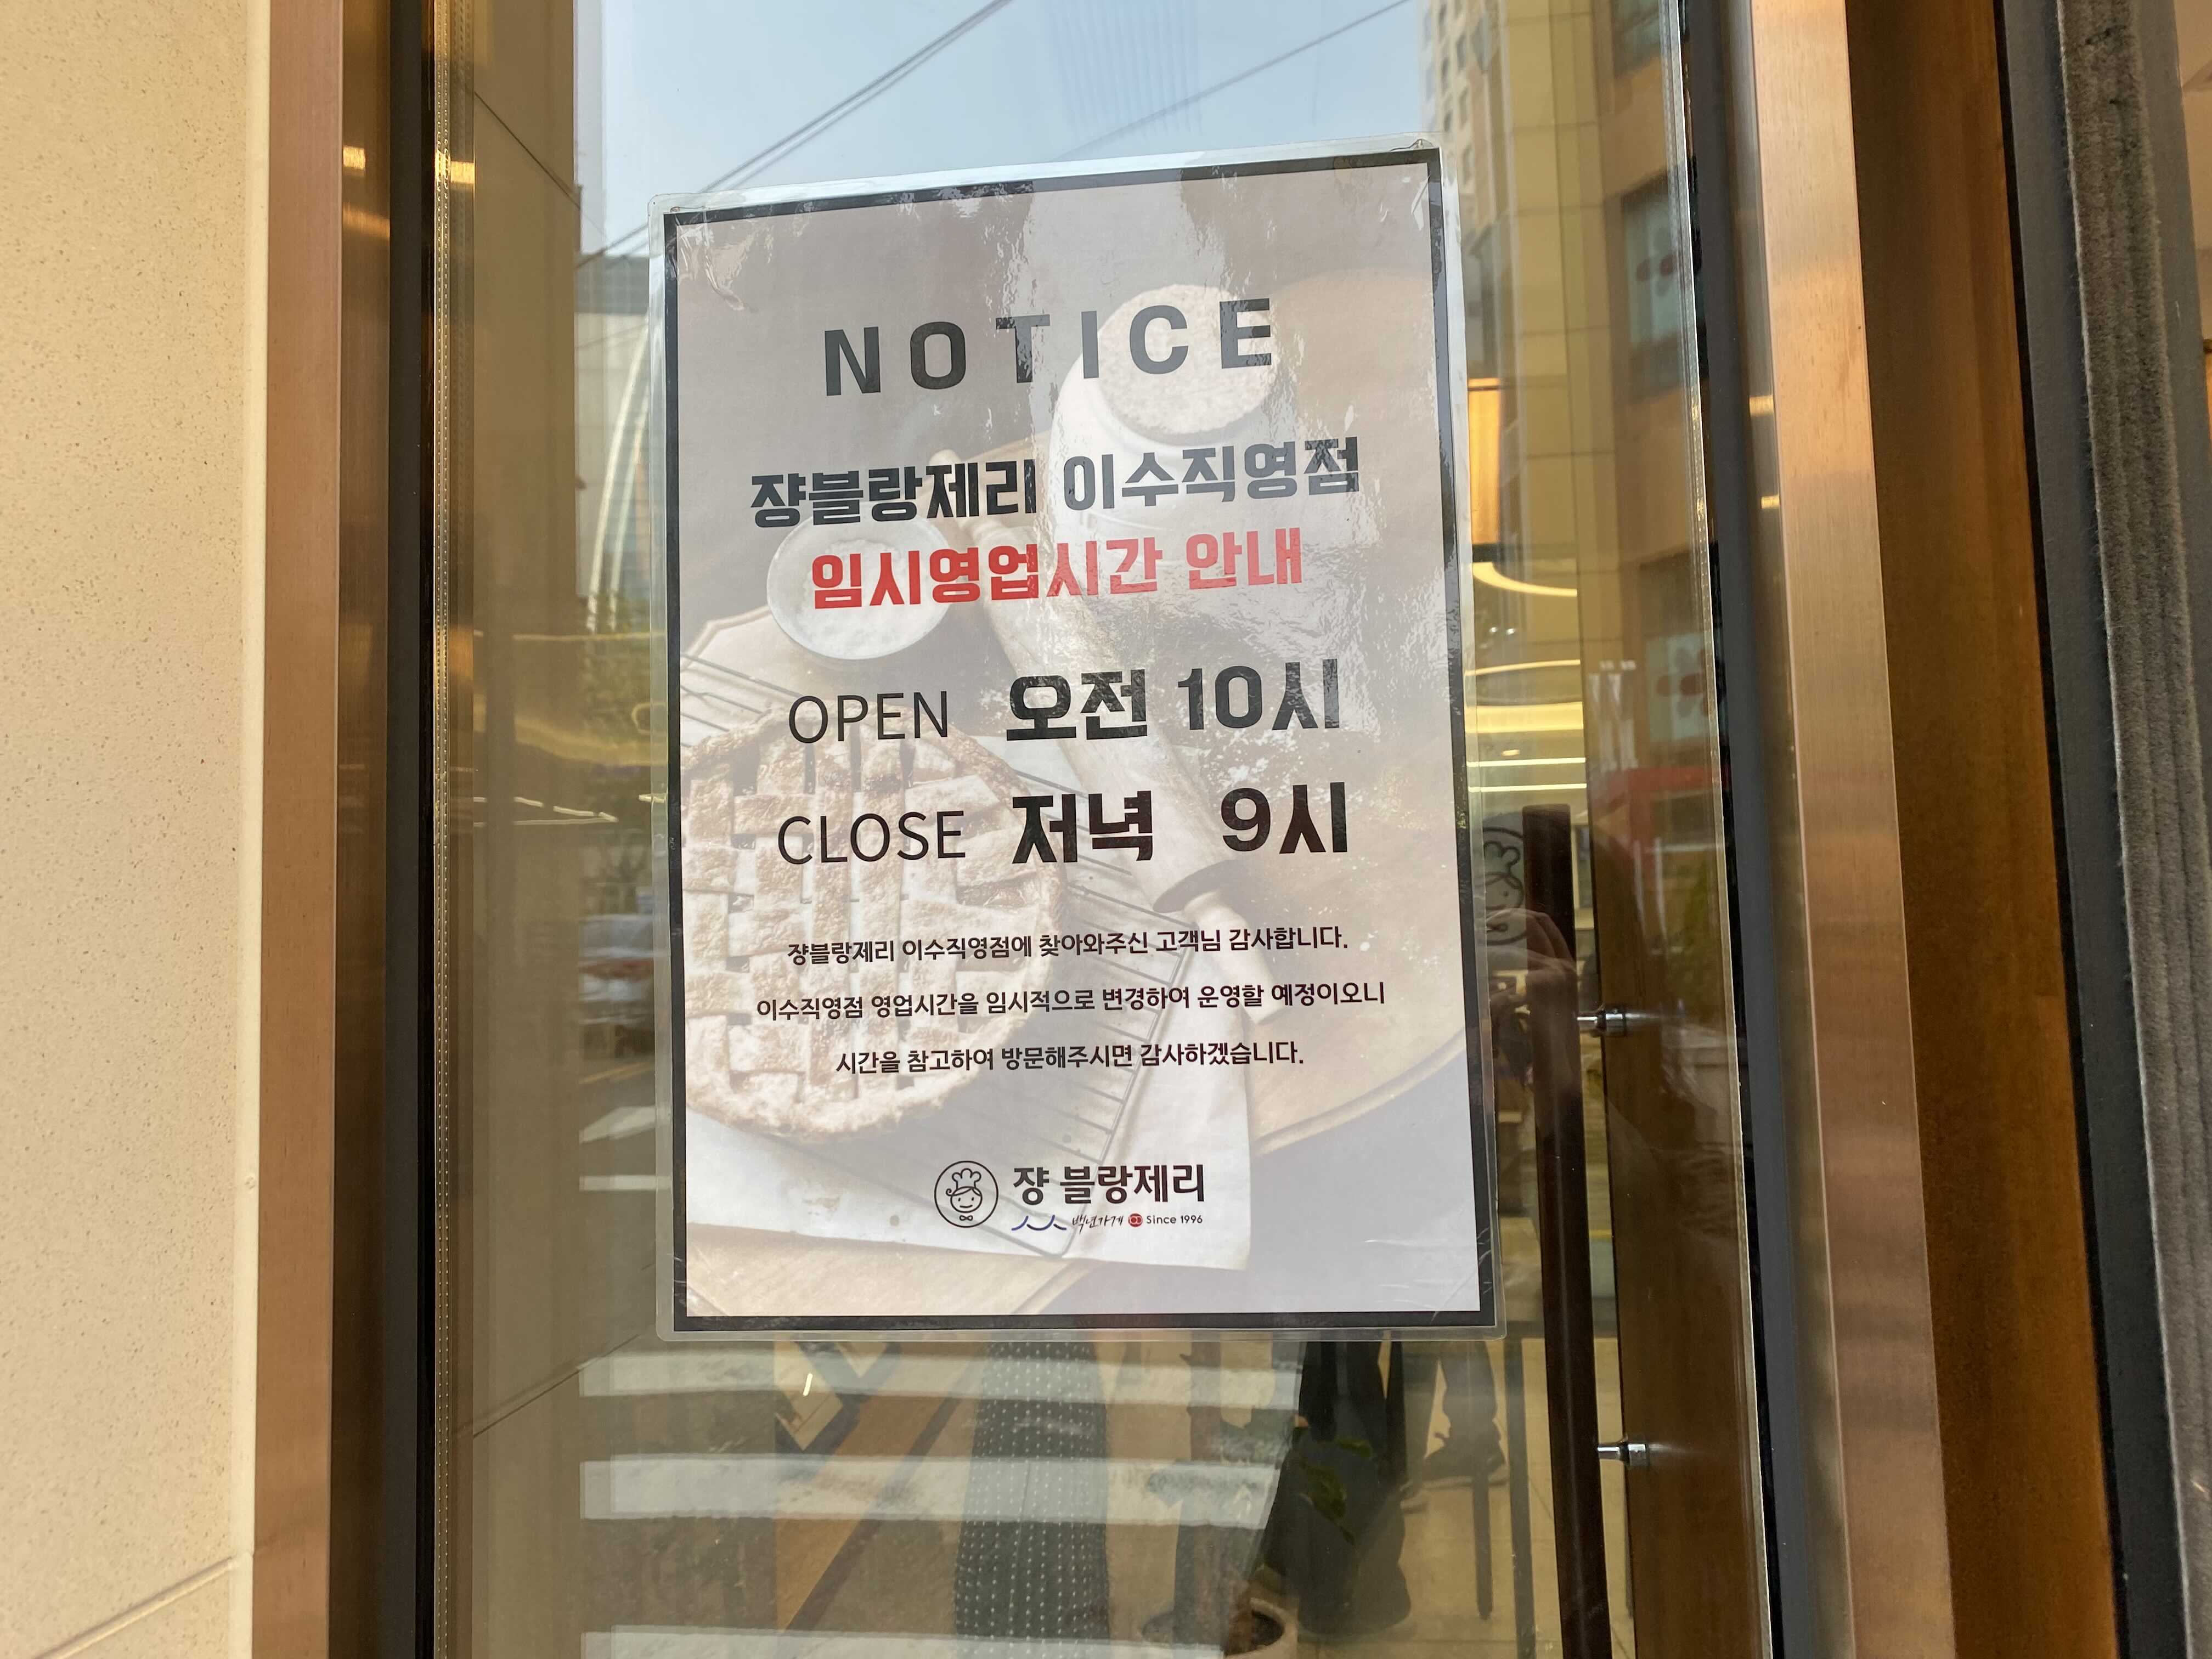 NOTICE
쟝블랑제리 이수직영점
임시영업시간 안내
OPEN 오전 10시
CLOSE 저녁 9시
쟝블랑제리 이수직영점에 찾아와주신 고객님 감사합니다.
이수직영점 영업시간을 임시적으로 변경하여 운영할 예정이오니
시간을 참고하여 방문해주시면 감사하겠습니다.
쟝 블랑제리
백년가게 Since 1996